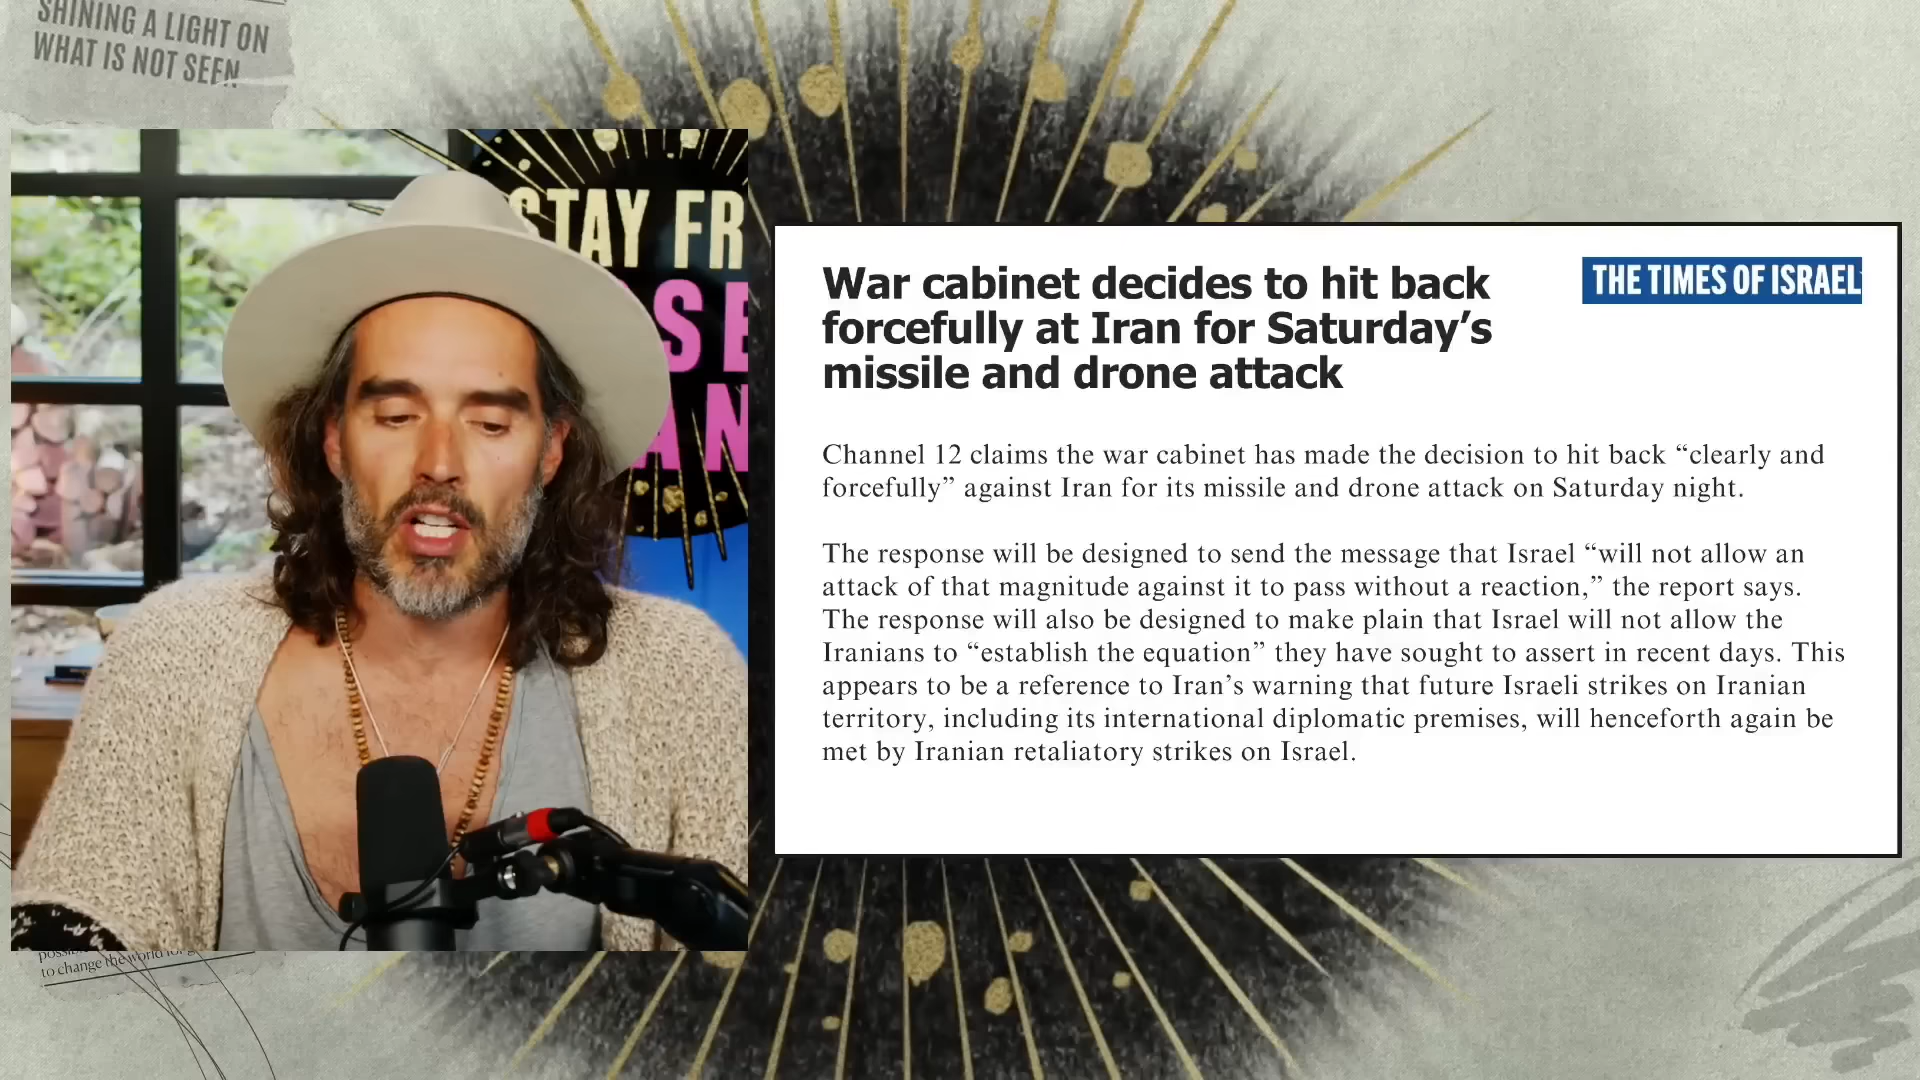 SHINING A LIGHT ON
WHAT IS NOT SEEN
STAY FR
SE
AN
War cabinet decides to hit back
forcefully at Iran for Saturday’s
missile and drone attack
THE TIMES OF ISRAEL
Channel 12 claims the war cabinet has made the decision to hit back “clearly and
forcefully” against Iran for its missile and drone attack on Saturday night.
The response will be designed to send the message that Israel “will not allow an
attack of that magnitude against it to pass without a reaction,” the report says.
The response will also be designed to make plain that Israel will not allow the
Iranians to “establish the equation” they have sought to assert in recent days. This
appears to be a reference to Iran’s warning that future Israeli strikes on Iranian
territory, including its international diplomatic premises, will henceforth again be
met by Iranian retaliatory strikes on Israel.
to change the world